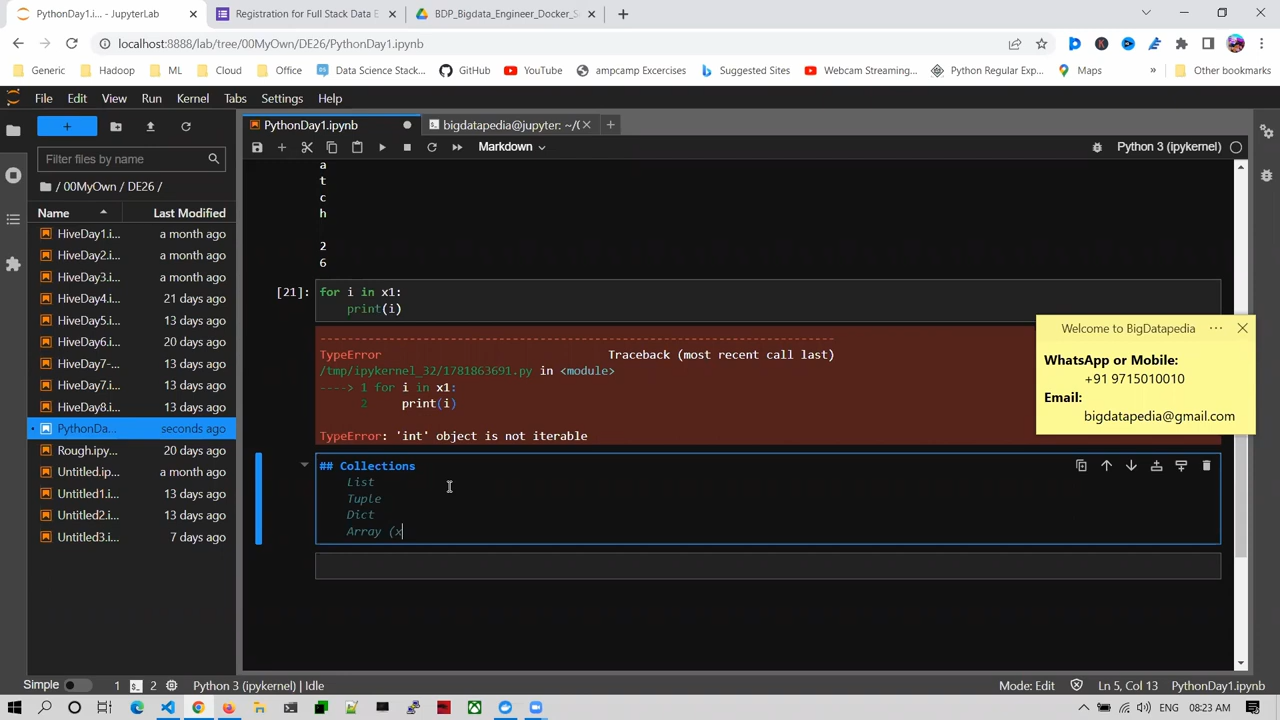 PythonDay1.i... - JupyterLab
Registration for Full Stack Data E
BDP_Bigdata_Engineer_Docker_S
localhost:8888/lab/tree/00MyOwn/DE26/PythonDay1.ipynb
Generic Hadoop ML Cloud Office Data Science Stack... GitHub YouTube ampcamp Excercises Suggested Sites Webcam Streaming... Python Regular Exp... Maps » Other bookmarks
File Edit View Run Kernel Tabs Settings Help
PythonDay1.ipynb
bigdatapedia@jupyter: ~/(
Markdown
Python 3 (ipykernel)
Filter files by name
/ 00MyOwn / DE26 /
Name Last Modified
HiveDay1.i... a month ago
HiveDay2.i... a month ago
HiveDay3.i... a month ago
HiveDay4.i... 21 days ago
HiveDay5.i... 13 days ago
HiveDay6.i... 20 days ago
HiveDay7-... 13 days ago
HiveDay7.i... 13 days ago
HiveDay8.i... 13 days ago
PythonDa... seconds ago
Rough.ipy... 20 days ago
Untitled.ip... a month ago
Untitled1.i... 13 days ago
Untitled2.i... 13 days ago
Untitled3.i... 7 days ago
a
t
c
h
2
6
[21]: for i in x1:
print(i)
---------------------------------------------------------------------------
TypeError Traceback (most recent call last)
/tmp/ipykernel_32/1781863691.py in <module>
----> 1 for i in x1:
2 print(i)
TypeError: 'int' object is not iterable
## Collections
List
Tuple
Dict
Array (x
Welcome to BigDatapedia ...
WhatsApp or Mobile:
+91 9715010010
Email:
bigdatapedia@gmail.com
Simple 1 2 Python 3 (ipykernel) | Idle
Mode: Edit Ln 5, Col 13 PythonDay1.ipynb
ENG 08:23 AM